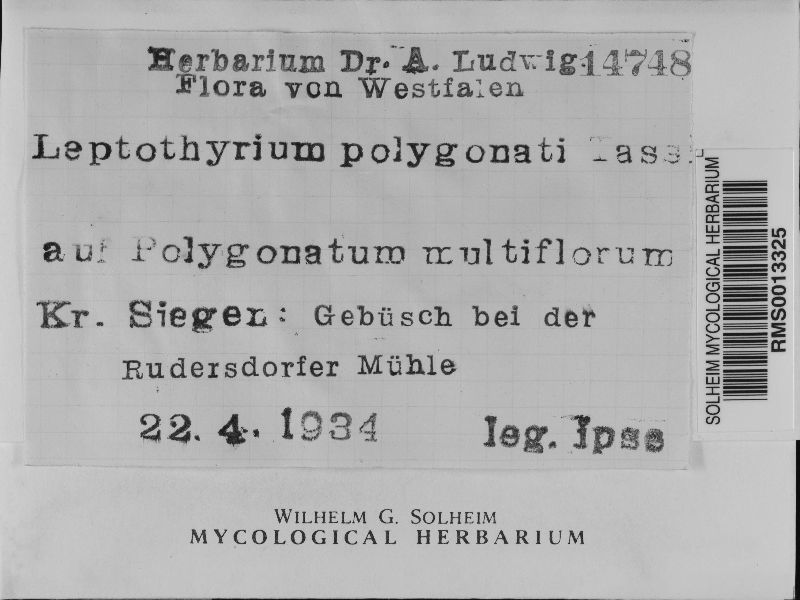 Herbarium Dr. A. Ludwig 14748
Flora von Westfalen
Leptothyrium polygonati Tassi
auf Polygonatum multiflorum
Kr. Siegen: Gebüsch bei der
Rudersdorfer Mühle
22. 4. 1934 leg. Ipse
SOLHEIM MYCOLOGICAL HERBARIUM
RMS0013325
WILHELM G. SOLHEIM
MYCOLOGICAL HERBARIUM